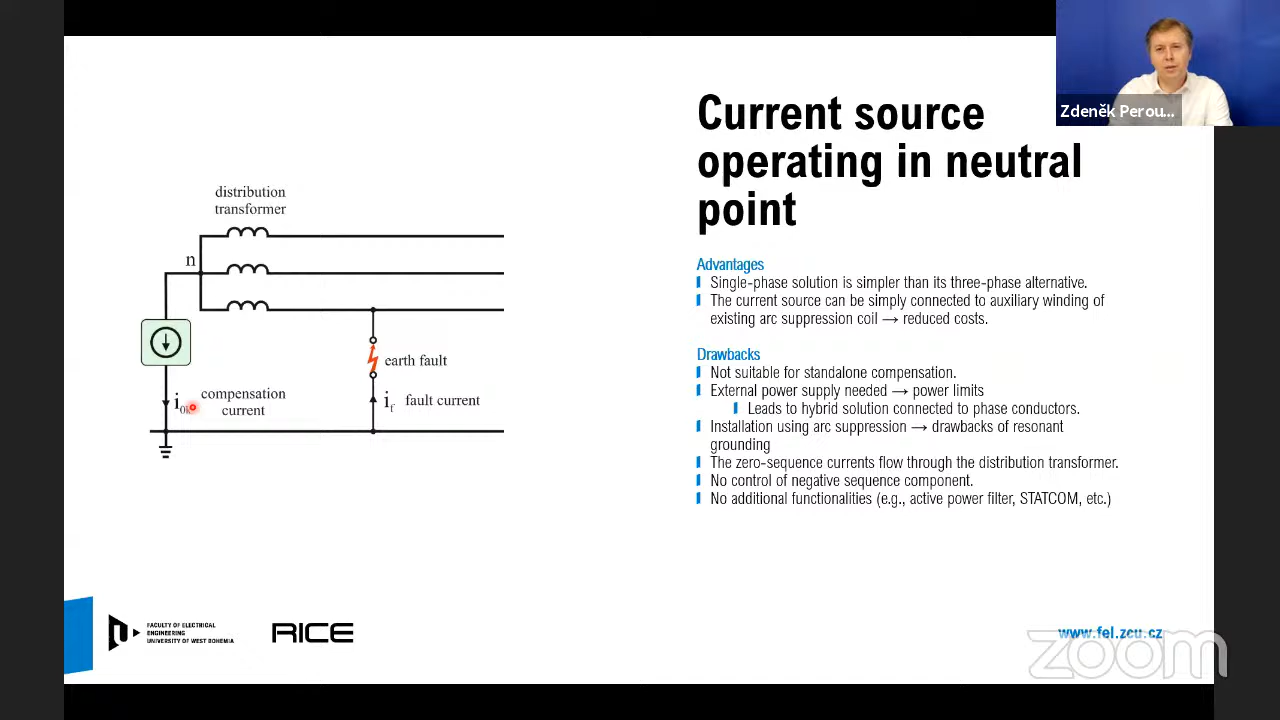 Zdeněk Perou...
Current source
operating in neutral
point
distribution
transformer
n
earth fault
compensation
current
i
if fault current
Advantages
Single-phase solution is simpler than its three-phase alternative.
The current source can be simply connected to auxiliary winding of
existing arc suppression coil → reduced costs.
Drawbacks
Not suitable for standalone compensation.
External power supply needed → power limits
Leads to hybrid solution connected to phase conductors.
Installation using arc suppression → drawbacks of resonant
grounding
The zero-sequence currents flow through the distribution transformer.
No control of negative sequence component.
No additional functionalities (e.g., active power filter, STATCOM, etc.)
FACULTY OF ELECTRICAL
ENGINEERING
UNIVERSITY OF WEST BOHEMIA
RICE
www.fel.zcu.cz
zoom